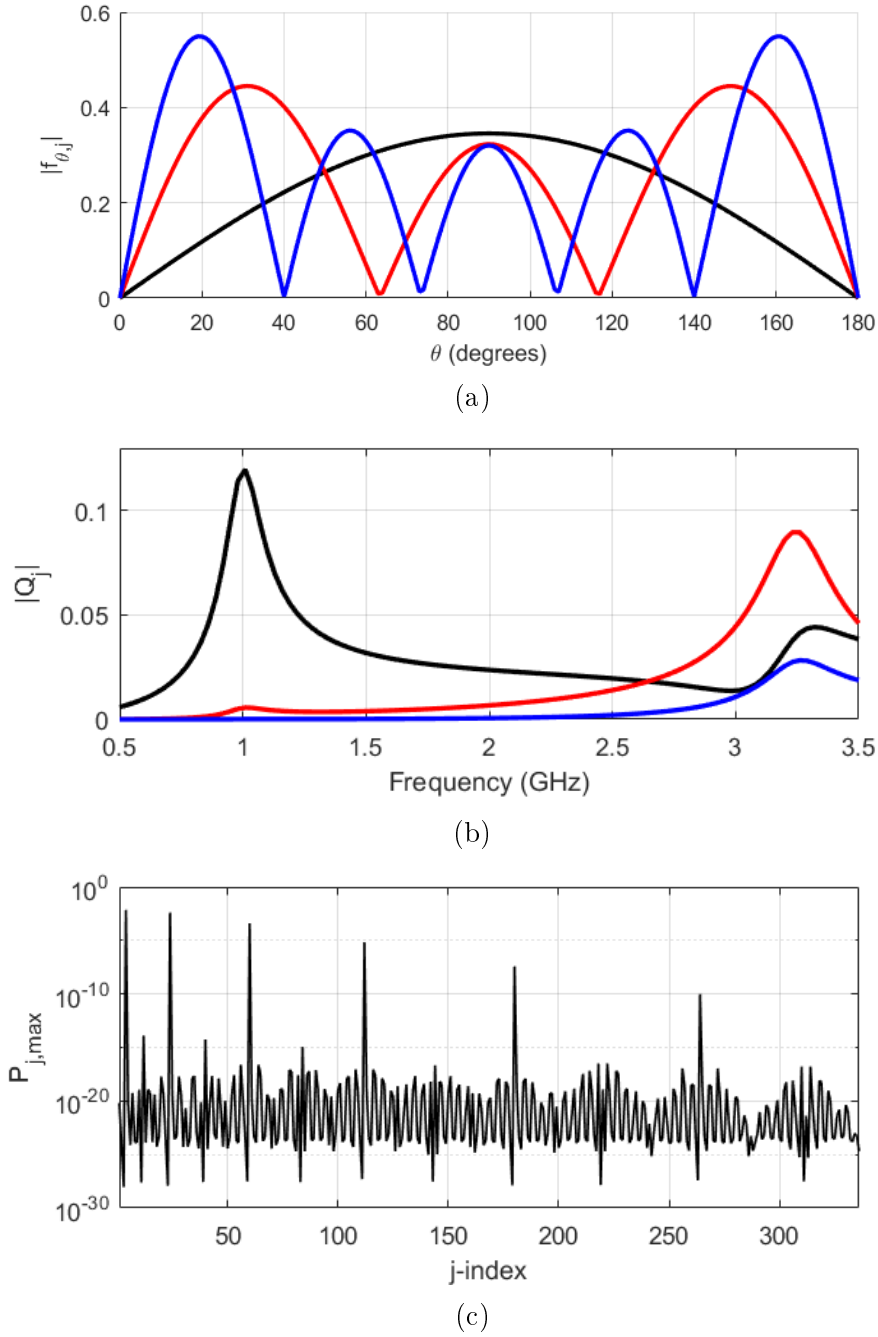 0.6
0.4
0.2
0
|f_{θ,j}|
0 20 40 60 80 100 120 140 160 180
θ (degrees)
(a)
0.1
0.05
0
|Q_j|
0.5 1 1.5 2 2.5 3 3.5
Frequency (GHz)
(b)
10^0
10^{-10}
10^{-20}
10^{-30}
P_{j,max}
50 100 150 200 250 300
j-index
(c)